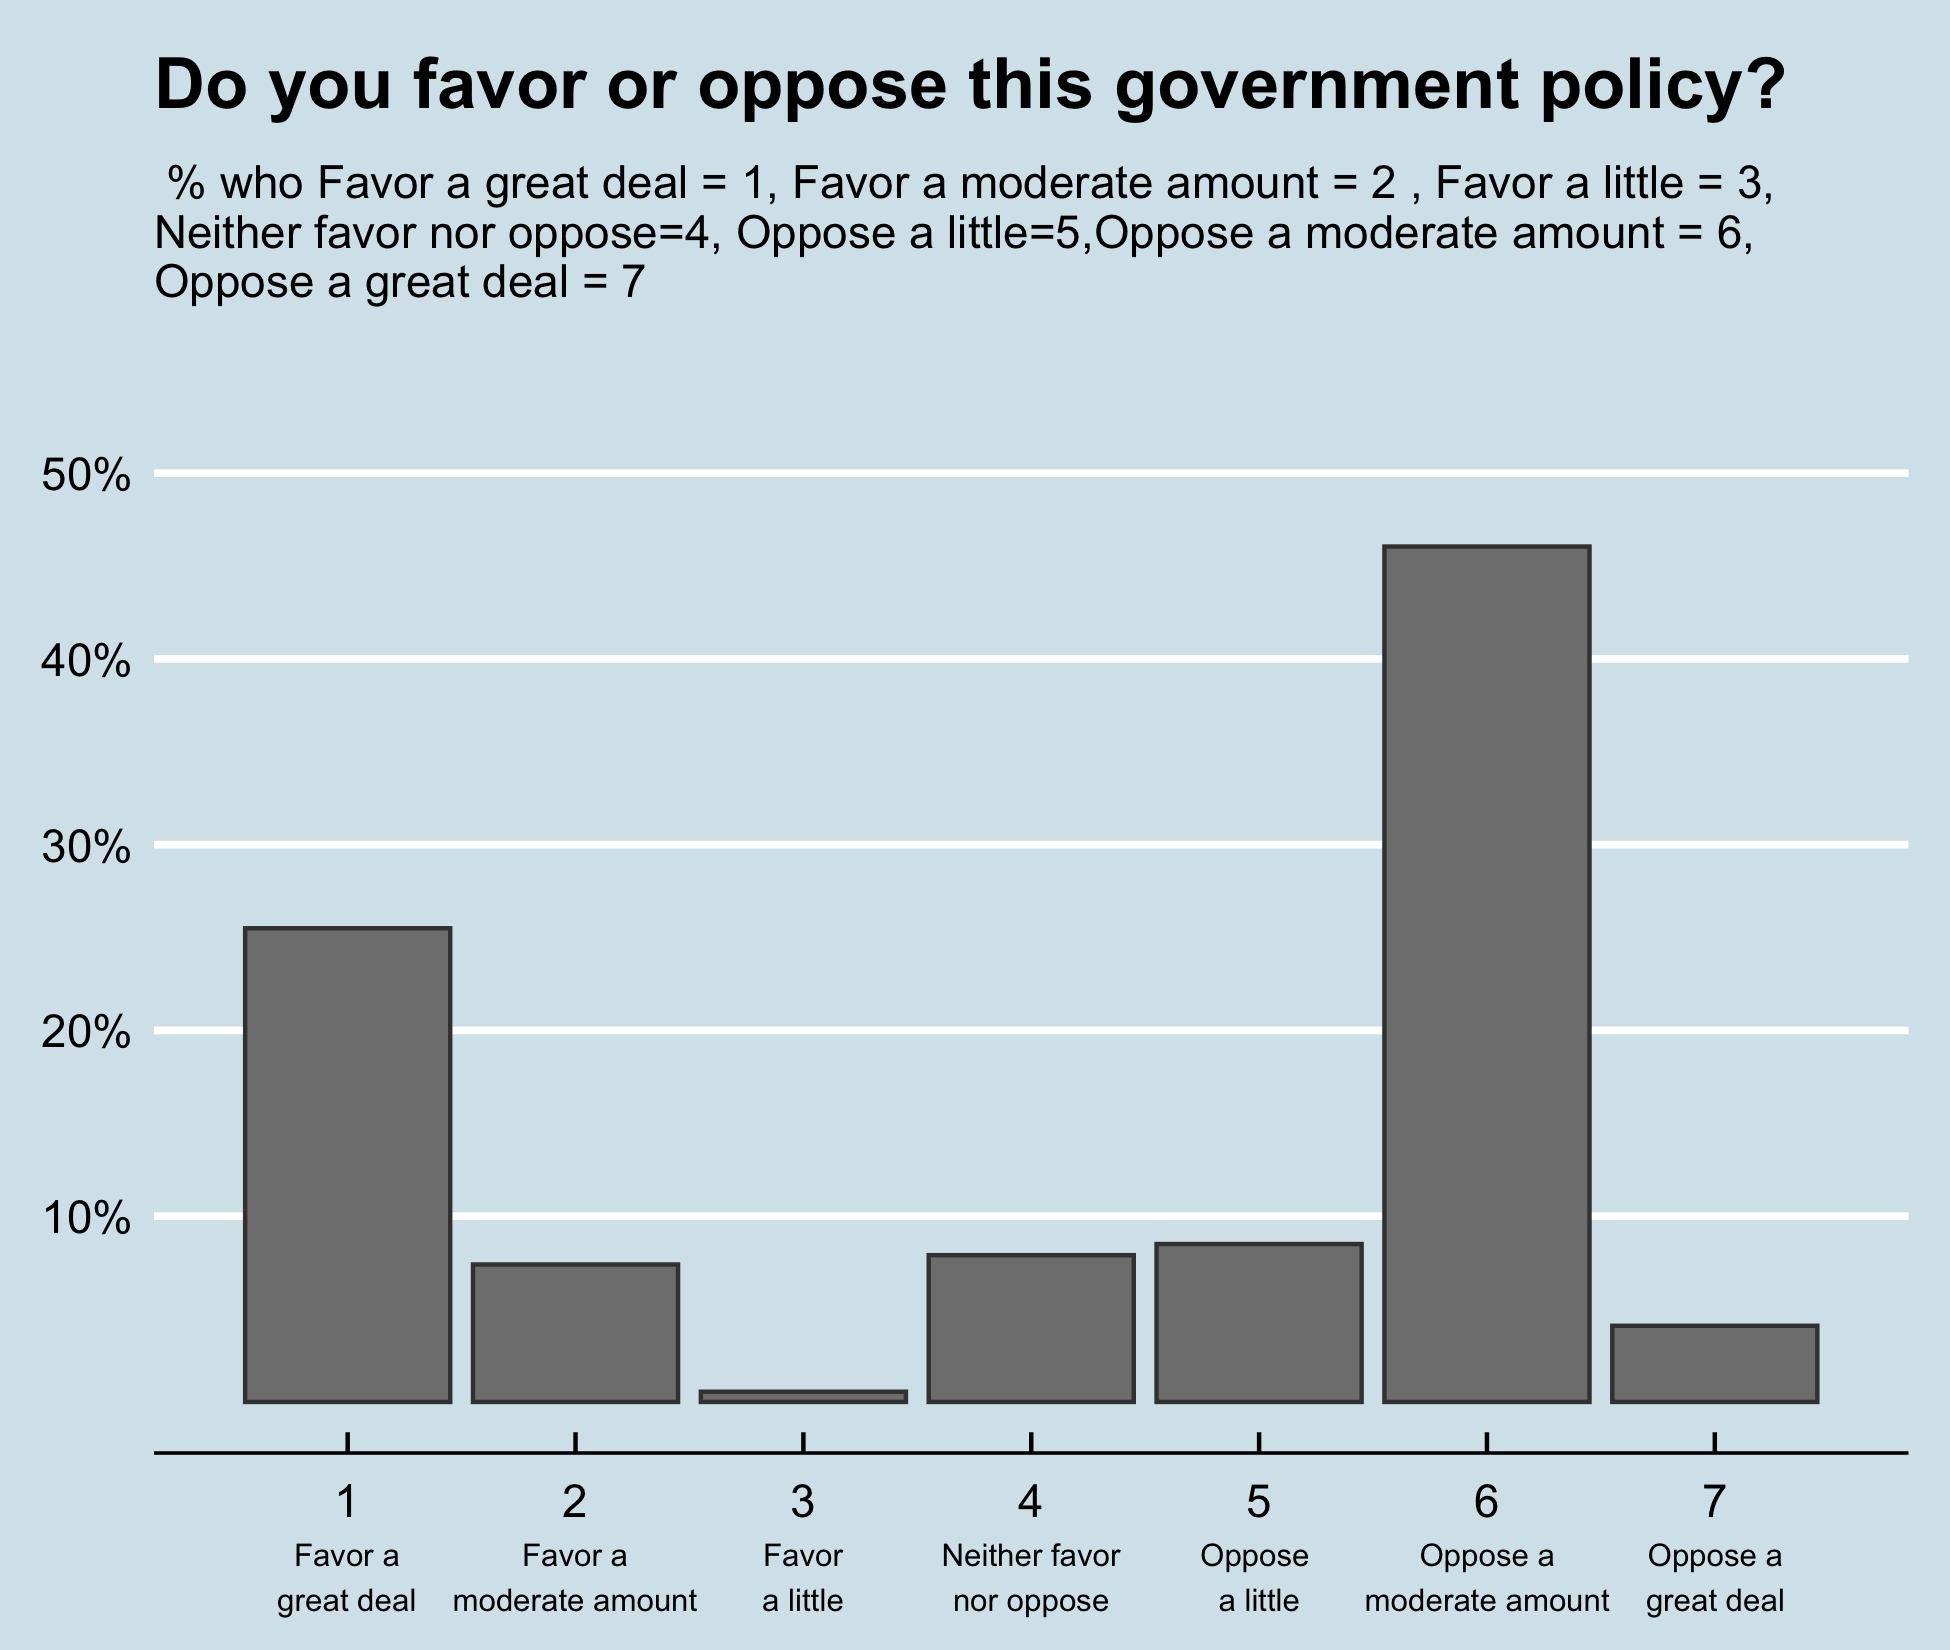 Do you favor or oppose this government policy?
% who Favor a great deal = 1, Favor a moderate amount = 2 , Favor a little = 3,
Neither favor nor oppose=4, Oppose a little=5,Oppose a moderate amount = 6,
Oppose a great deal = 7
50%
40%
30%
20%
10%
1 2 3 4 5 6 7
Favor a Favor a Favor Neither favor Oppose Oppose a Oppose a
great deal moderate amount a little nor oppose a little moderate amount great deal